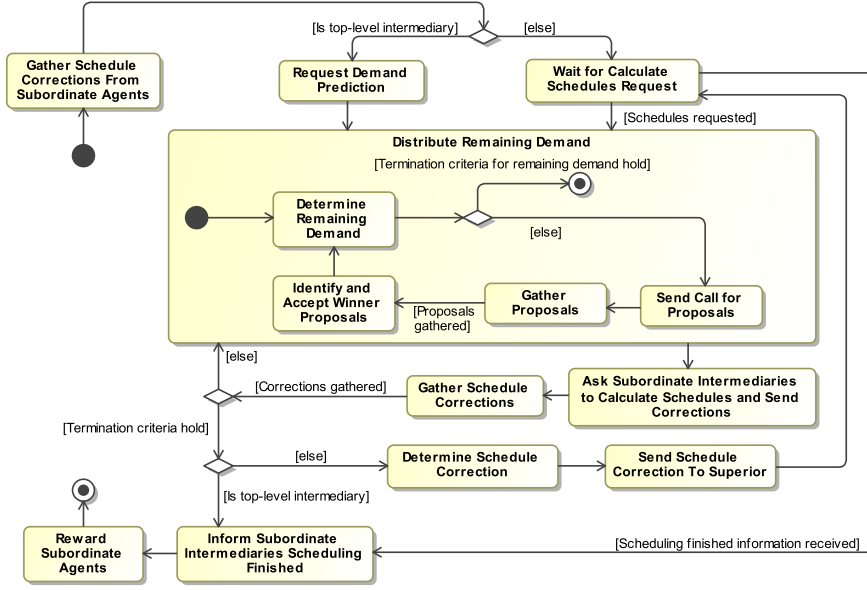 [Is top-level intermediary]
[else]
Gather Schedule
Corrections From
Subordinate Agents
Request Demand
Prediction
Wait for Calculate
Schedules Request
[Schedules requested]
Distribute Remaining Demand
[Termination criteria for remaining demand hold]
Determine
Remaining
Demand
[else]
Identify and
Accept Winner
Proposals
[Proposals
gathered]
Gather
Proposals
Send Call for
Proposals
[else]
[Corrections gathered]
Gather Schedule
Corrections
Ask Subordinate Intermediaries
to Calculate Schedules and Send
Corrections
[Termination criteria hold]
[else]
Determine Schedule
Correction
Send Schedule
Correction To Superior
[Is top-level intermediary]
Reward
Subordinate
Agents
Inform Subordinate
Intermediaries Scheduling
Finished
[Scheduling finished information received]